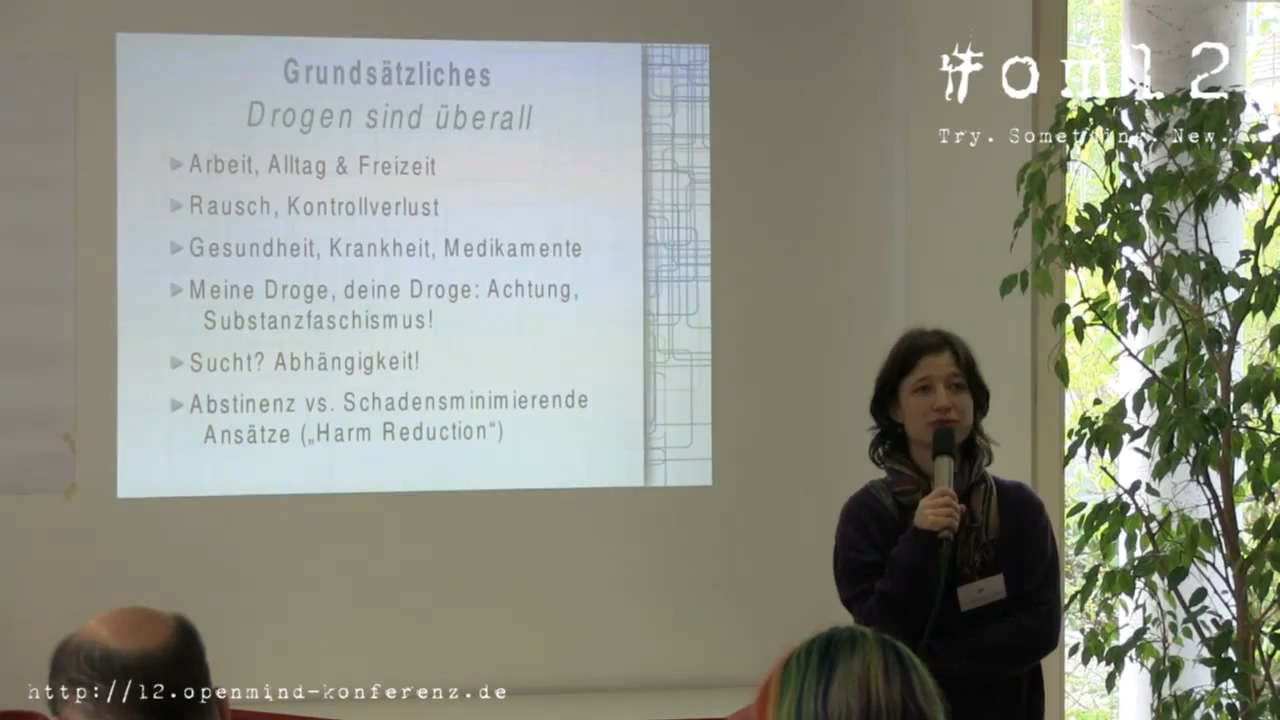 Grundsätzliches
Drogen sind überall
Arbeit, Alltag & Freizeit
Rausch, Kontrollverlust
Gesundheit, Krankheit, Medikamente
Meine Droge, deine Droge: Achtung,
Substanzfaschismus!
Sucht? Abhängigkeit!
Abstinenz vs. Schadensminimierende
Ansätze („Harm Reduction“)
#om12
Try. Something. New.
http://12.openmind-konferenz.de